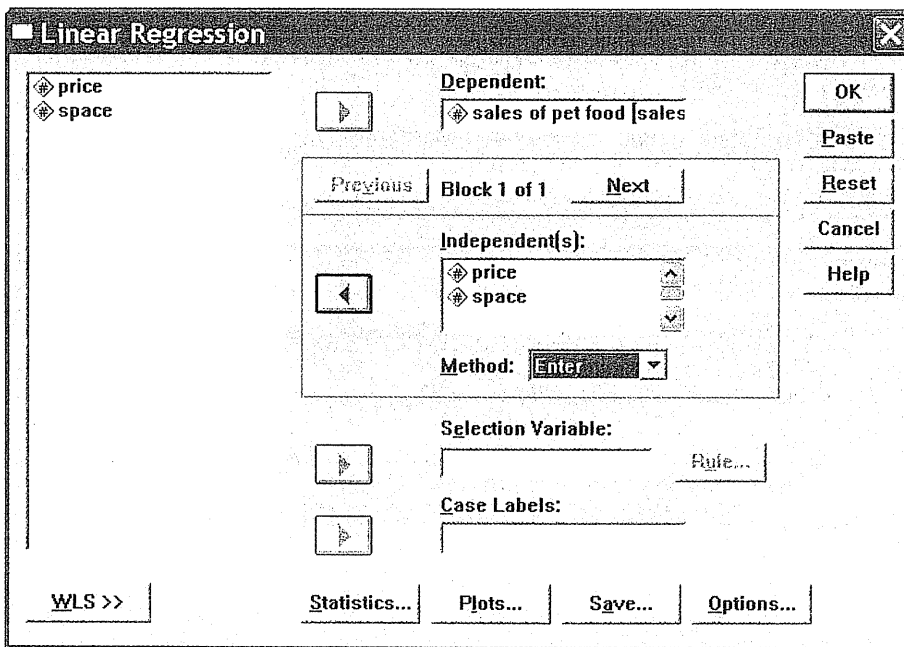 Linear Regression
price
space
Dependent:
sales of pet food [sales
Previous Block 1 of 1 Next
Independent(s):
price
space
Method: Enter
Selection Variable:
Rule...
Case Labels:
WLS >>
Statistics... Plots... Save... Options...
OK
Paste
Reset
Cancel
Help